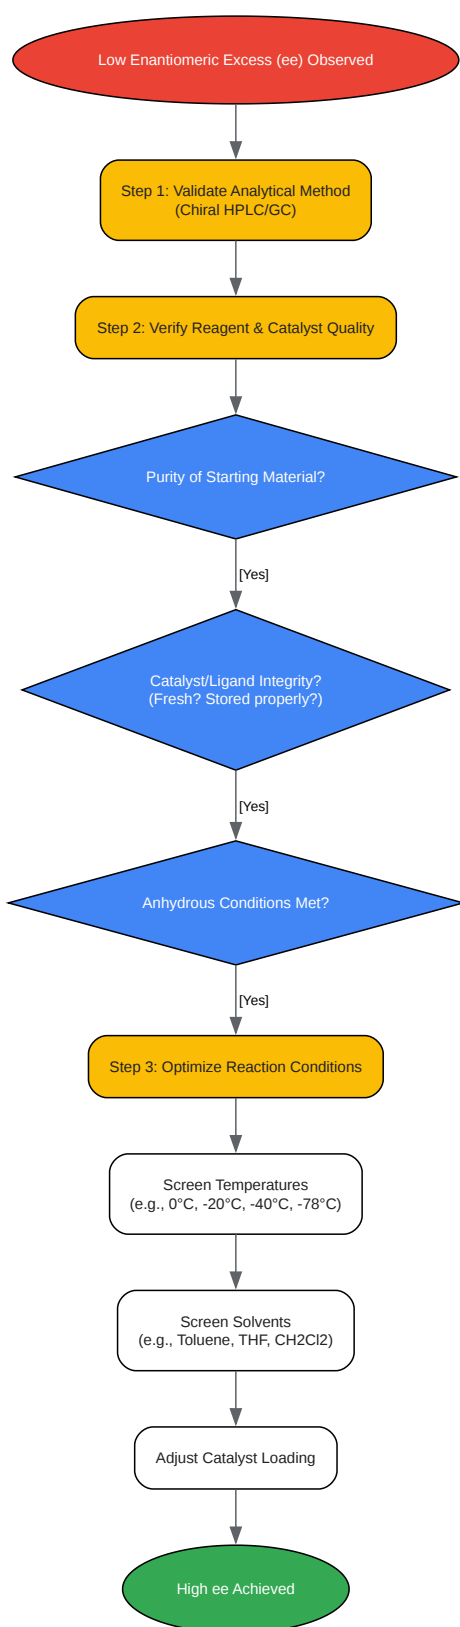 Low Enantiomeric Excess (ee) Observed
Step 1: Validate Analytical Method
(Chiral HPLC/GC)
Step 2: Verify Reagent & Catalyst Quality
Purity of Starting Material?
[Yes]
Catalyst/Ligand Integrity?
(Fresh? Stored properly?)
[Yes]
Anhydrous Conditions Met?
[Yes]
Step 3: Optimize Reaction Conditions
Screen Temperatures
(e.g., 0°C, -20°C, -40°C, -78°C)
Screen Solvents
(e.g., Toluene, THF, CH2Cl2)
Adjust Catalyst Loading
High ee Achieved